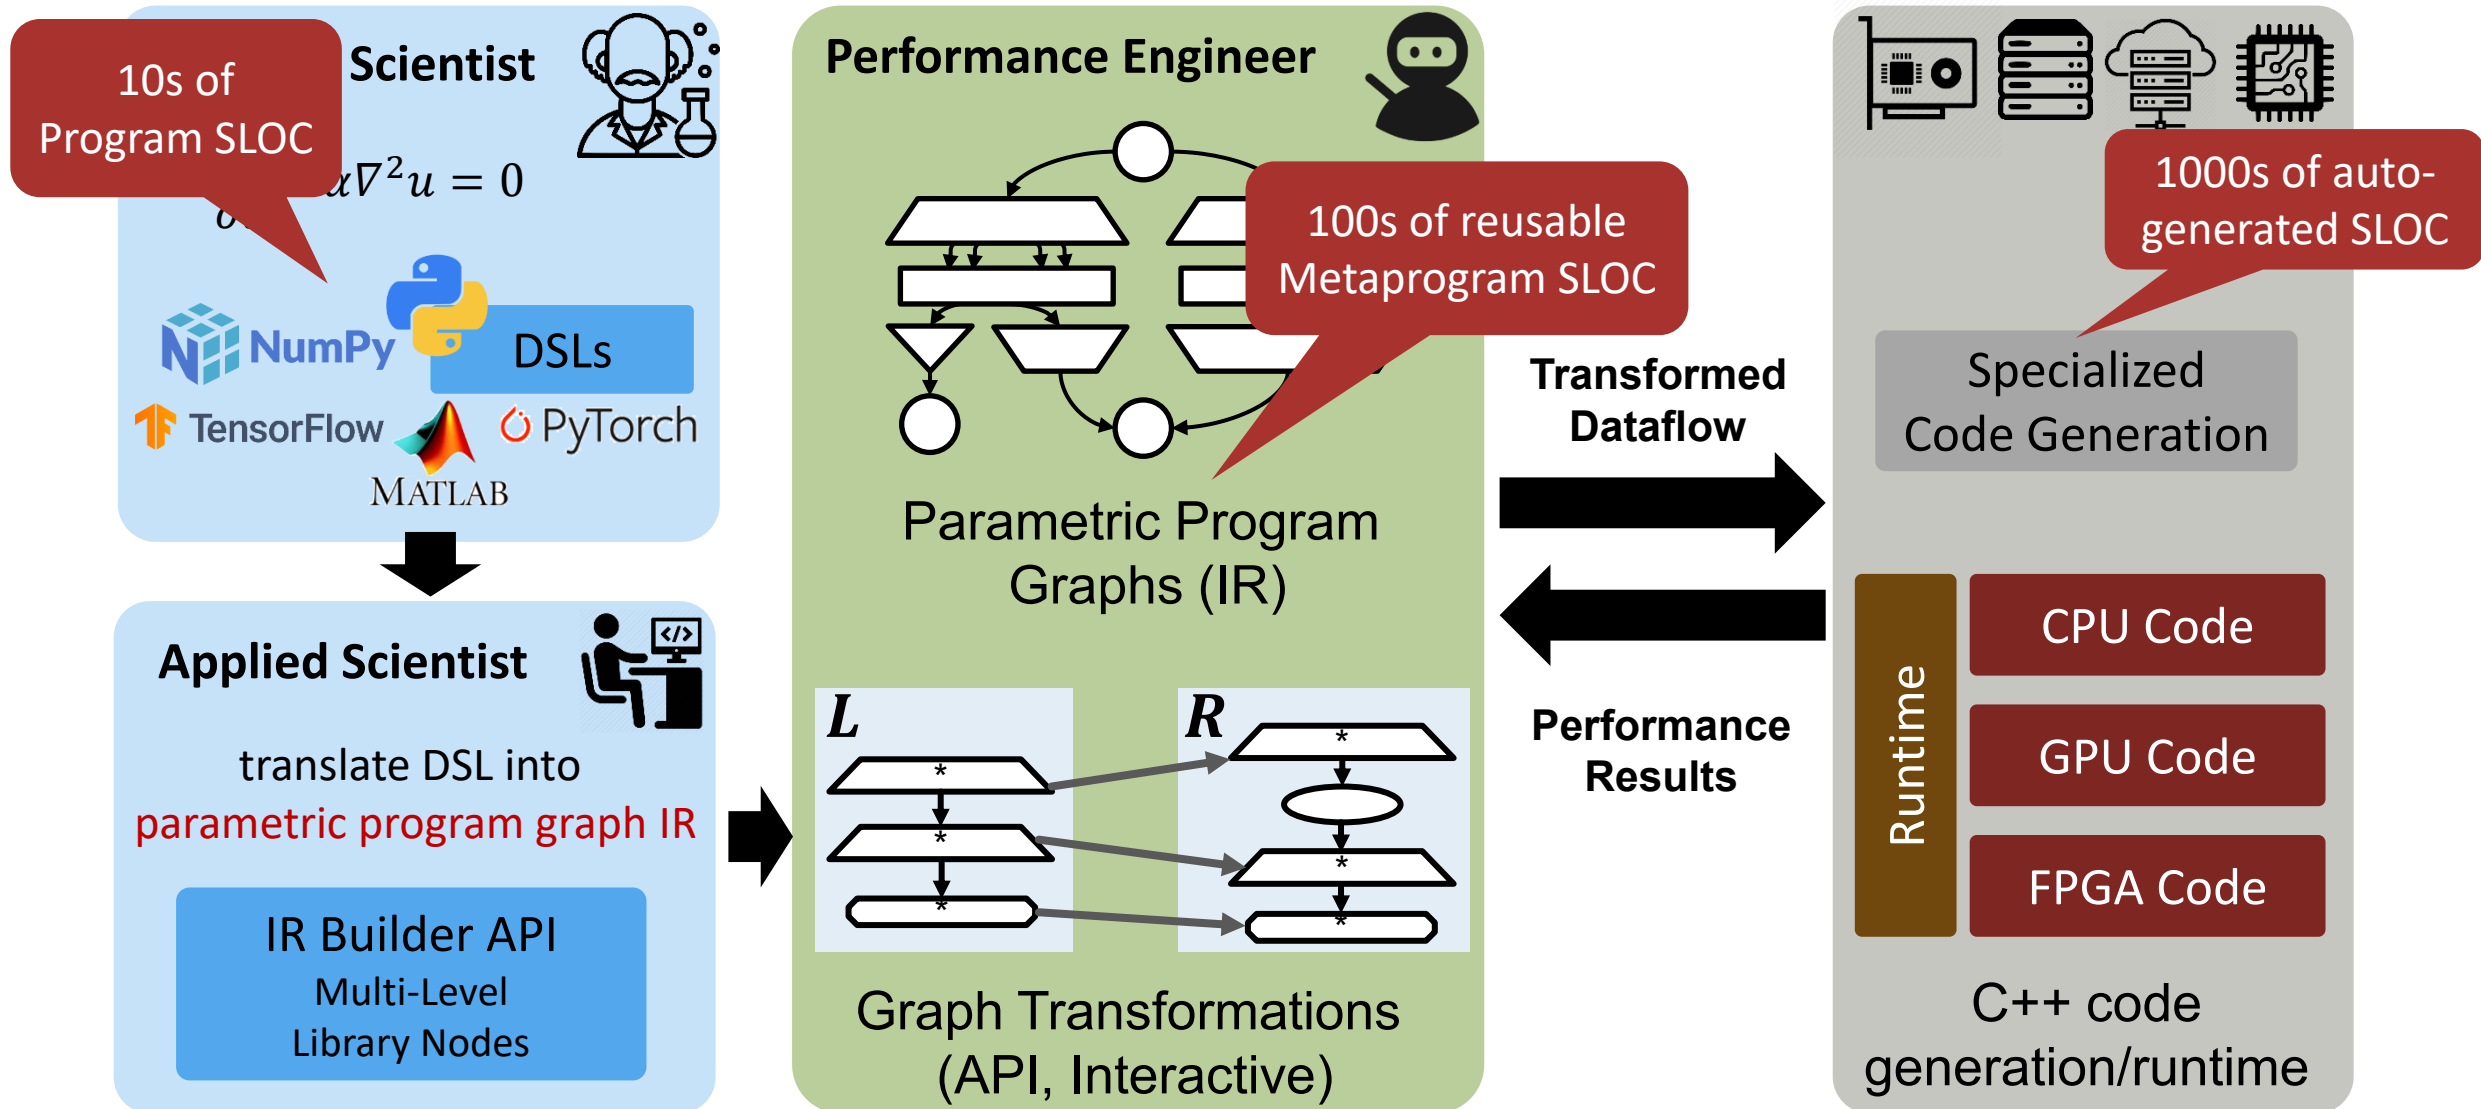 10s of
Program SLOC
Scientist
α∇²u = 0
NumPy
DSLs
TensorFlow
PyTorch
MATLAB
Applied Scientist
</>
translate DSL into
parametric program graph IR
IR Builder API
Multi-Level
Library Nodes
Performance Engineer
100s of reusable
Metaprogram SLOC
Parametric Program
Graphs (IR)
L
R
*
*
*
*
*
*
Graph Transformations
(API, Interactive)
Transformed
Dataflow
Performance
Results
1000s of auto-
generated SLOC
Specialized
Code Generation
Runtime
CPU Code
GPU Code
FPGA Code
C++ code
generation/runtime